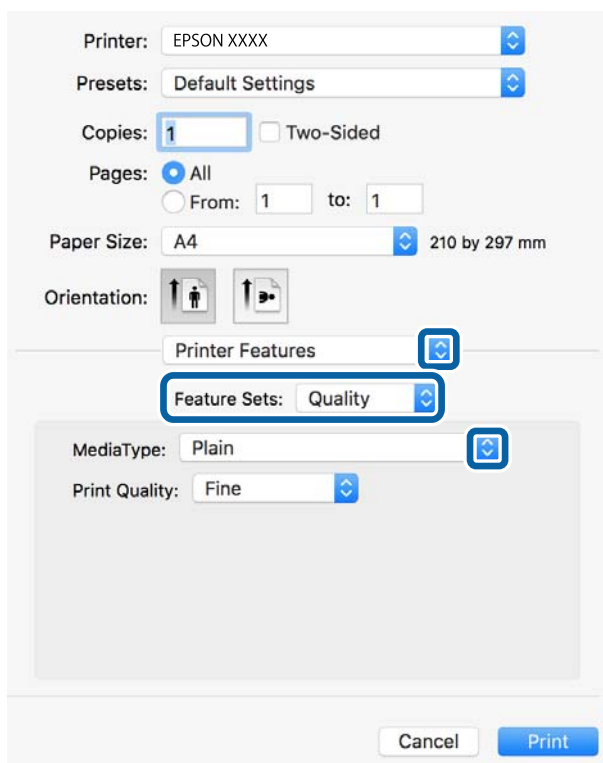 Printer: EPSON XXXX
Presets: Default Settings
Copies: 1 Two-Sided
Pages: All
From: 1 to: 1
Paper Size: A4 210 by 297 mm
Orientation:
Printer Features
Feature Sets: Quality
MediaType: Plain
Print Quality: Fine
Cancel Print